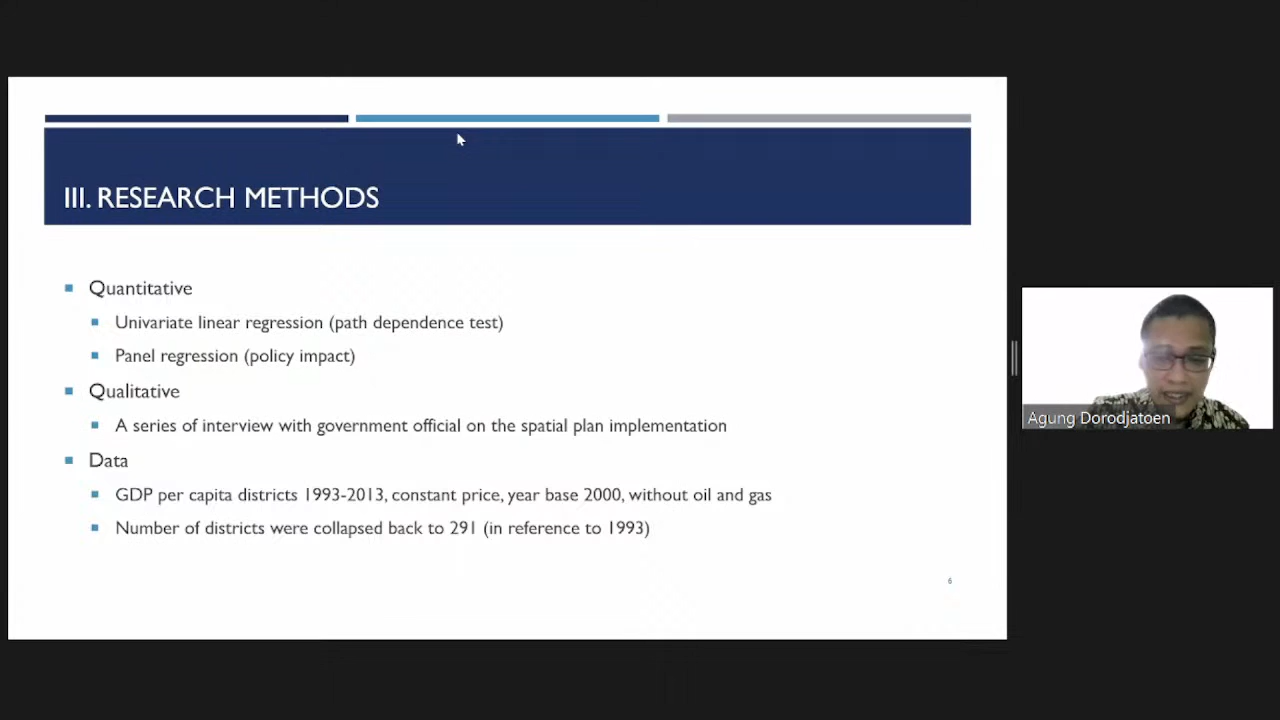 III. RESEARCH METHODS
Quantitative
Univariate linear regression (path dependence test)
Panel regression (policy impact)
Qualitative
A series of interview with government official on the spatial plan implementation
Data
GDP per capita districts 1993-2013, constant price, year base 2000, without oil and gas
Number of districts were collapsed back to 291 (in reference to 1993)
6
Agung Dorodjatoen